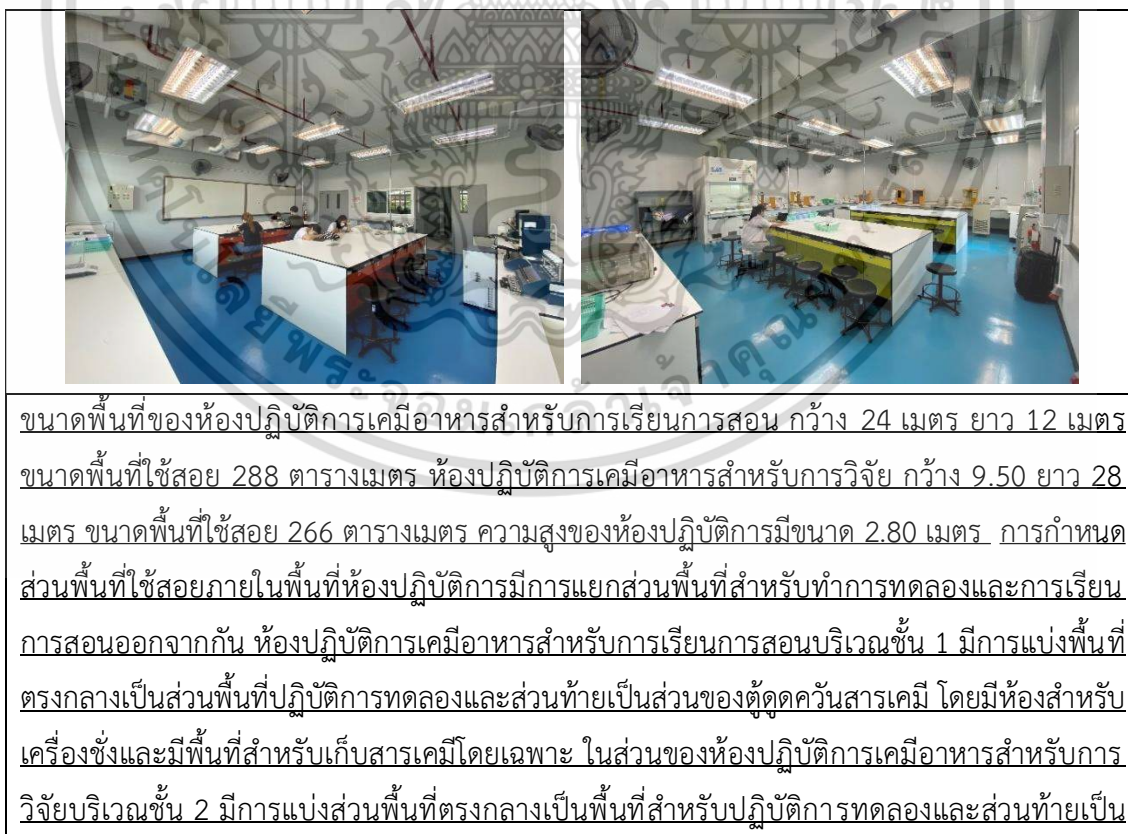 ขนาดพื้นที่ของห้องปฏิบัติการเคมีอาหารสำหรับการเรียนการสอน กว้าง 24 เมตร ยาว 12 เมตร
ขนาดพื้นที่ใช้สอย 288 ตารางเมตร ห้องปฏิบัติการเคมีอาหารสำหรับการวิจัย กว้าง 9.50 ยาว 28
เมตร ขนาดพื้นที่ใช้สอย 266 ตารางเมตร ความสูงของห้องปฏิบัติการมีขนาด 2.80 เมตร การกำหนด
ส่วนพื้นที่ใช้สอยภายในพื้นที่ห้องปฏิบัติการมีการแยกส่วนพื้นที่สำหรับทำการทดลองและการเรียน
การสอนออกจากกัน ห้องปฏิบัติการเคมีอาหารสำหรับการเรียนการสอนบริเวณชั้น 1 มีการแบ่งพื้นที่
ตรงกลางเป็นส่วนพื้นที่ปฏิบัติการทดลองและส่วนท้ายเป็นส่วนของตู้ดูดควันสารเคมี โดยมีห้องสำหรับ
เครื่องชั่งและมีพื้นที่สำหรับเก็บสารเคมีโดยเฉพาะ ในส่วนของห้องปฏิบัติการเคมีอาหารสำหรับการ
วิจัยบริเวณชั้น 2 มีการแบ่งส่วนพื้นที่ตรงกลางเป็นพื้นที่สำหรับปฏิบัติการทดลองและส่วนท้ายเป็น